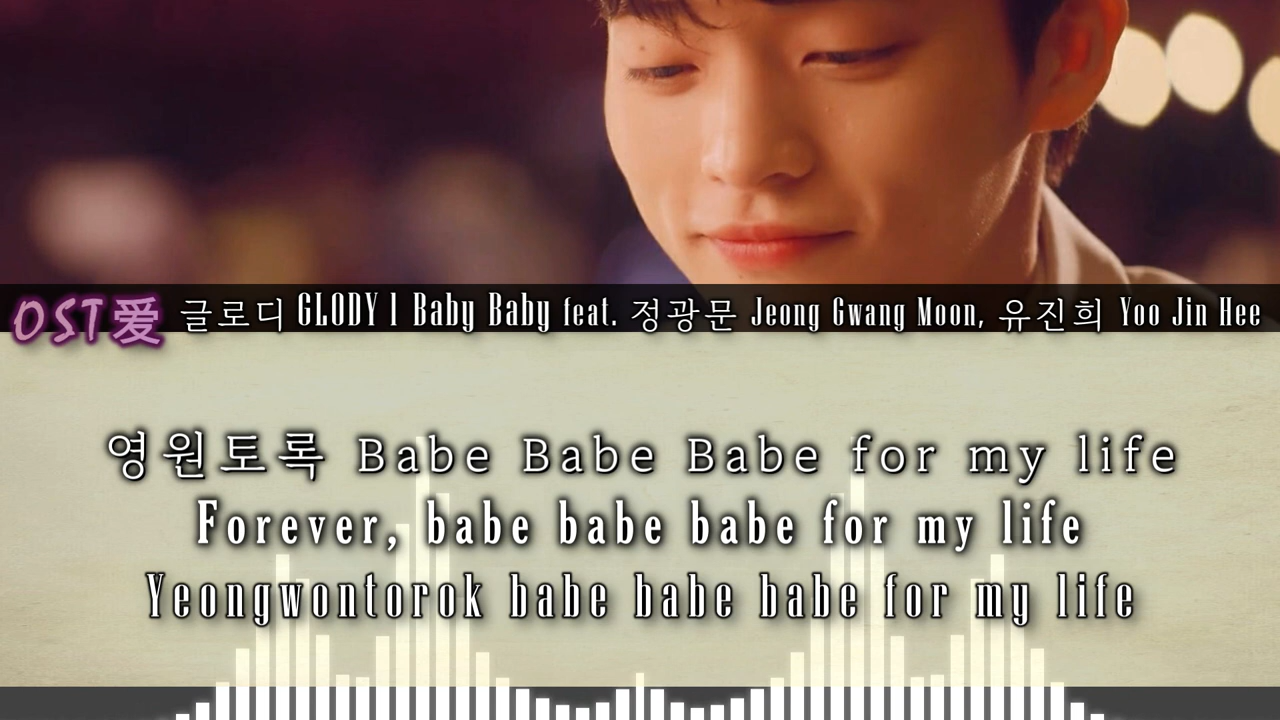 OST爱 글로디 GLODY l Baby Baby feat. 정광문 Jeong Gwang Moon, 유진희 Yoo Jin Hee
영원토록 Babe Babe Babe for my life
Forever, babe babe babe for my life
Yeongwontorok babe babe babe for my life